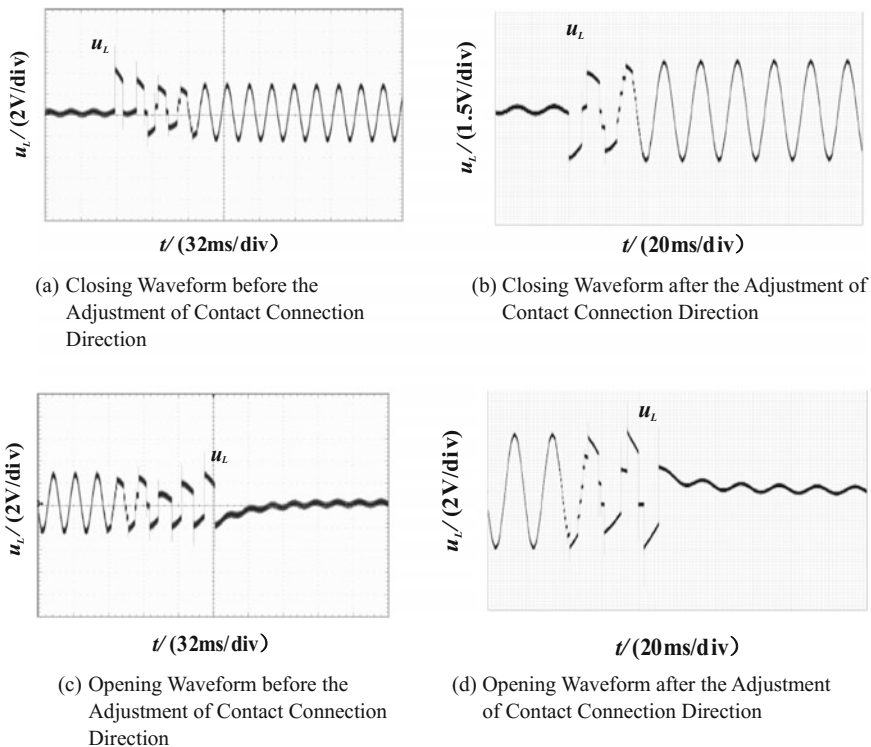 u_L
u_L/(2V/div)
t/(32ms/div)
(a) Closing Waveform before the
Adjustment of Contact Connection
Direction
u_L
u_L/(1.5V/div)
t/(20ms/div)
(b) Closing Waveform after the Adjustment of
Contact Connection Direction
u_L
u_L/(2V/div)
t/(32ms/div)
(c) Opening Waveform before the
Adjustment of Contact Connection
Direction
u_L
u_L/(2V/div)
t/(20ms/div)
(d) Opening Waveform after the Adjustment
of Contact Connection Direction